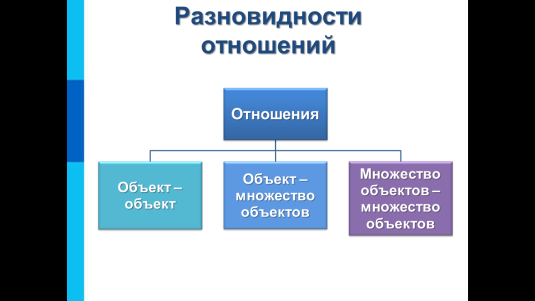 Разновидности
отношений
Отношения
Объект –
объект
Объект –
множество
объектов
Множество
объектов –
множество
объектов